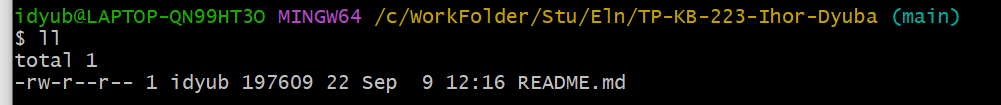 idyub@LAPTOP-QN99HT3O MINGW64 /c/WorkFolder/Stu/Eln/TP-KB-223-Ihor-Dyuba (main)
$ ll
total 1
-rw-r--r-- 1 idyub 197609 22 Sep  9 12:16 README.md